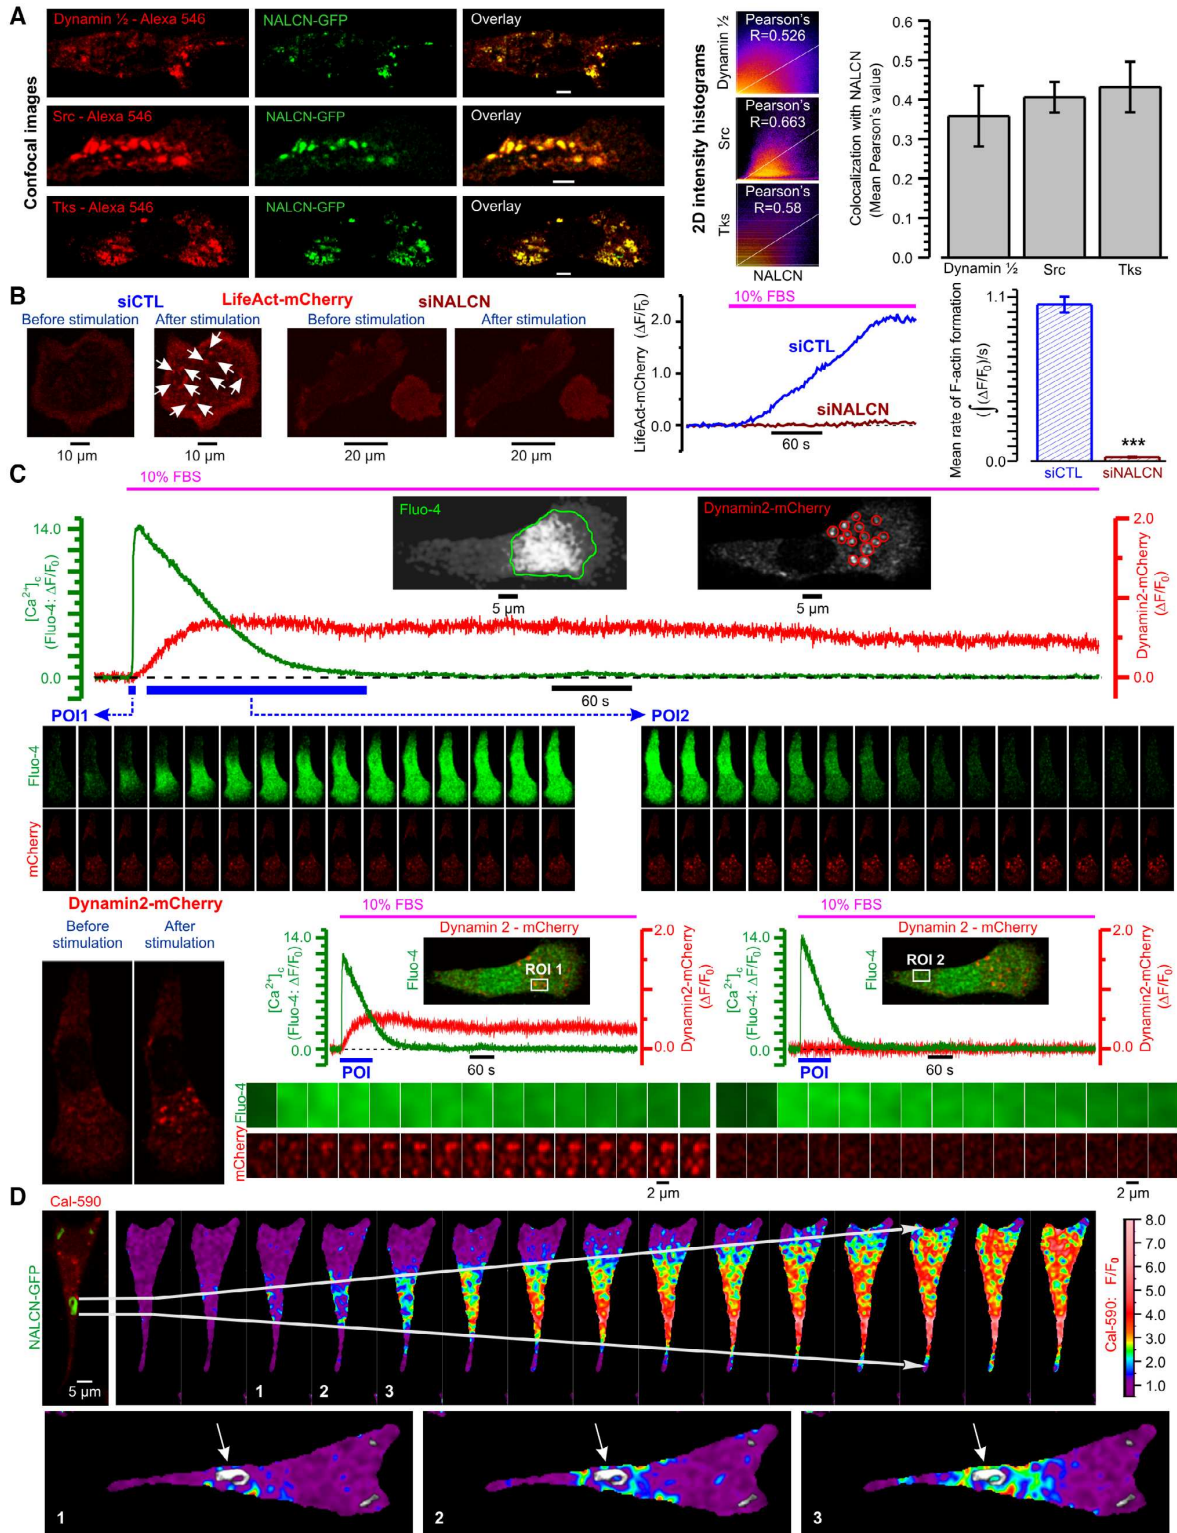 A
Confocal images
Dynamin ½ - Alexa 546
NALCN-GFP
Overlay
Src - Alexa 546
NALCN-GFP
Overlay
Tks - Alexa 546
NALCN-GFP
Overlay
2D intensity histograms
Dynamin ½
Pearson's
R=0.526
Src
Pearson's
R=0.663
Tks
Pearson's
R=0.58
NALCN
Colocalization with NALCN
(Mean Pearson's value)
0.6
0.5
0.4
0.3
0.2
0.1
0.0
Dynamin ½
Src
Tks
B
siCTL
LifeAct-mCherry
siNALCN
Before stimulation
After stimulation
Before stimulation
After stimulation
10 µm
10 µm
20 µm
20 µm
LifeAct-mCherry (ΔF/F₀)
2.0
1.0
0.0
10% FBS
siCTL
siNALCN
60 s
Mean rate of F-actin formation
(∫(ΔF/F₀)/s)
1.1
0.0
***
siCTL
siNALCN
C
10% FBS
[Ca²⁺]c
(Fluo-4: ΔF/F₀)
14.0
0.0
Fluo-4
5 µm
Dynamin2-mCherry
5 µm
2.0
0.0
Dynamin2-mCherry
(ΔF/F₀)
60 s
POI1
POI2
Fluo-4
mCherry
Dynamin2-mCherry
Before
stimulation
After
stimulation
10% FBS
[Ca²⁺]c
(Fluo-4: ΔF/F₀)
14.0
0.0
Fluo-4
Dynamin 2 - mCherry
ROI 1
2.0
0.0
Dynamin2-mCherry
(ΔF/F₀)
POI
60 s
10% FBS
[Ca²⁺]c
(Fluo-4: ΔF/F₀)
14.0
0.0
Fluo-4
Dynamin 2 - mCherry
ROI 2
2.0
0.0
Dynamin2-mCherry
(ΔF/F₀)
POI
60 s
Fluo-4
mCherry
2 µm
2 µm
D
Cal-590
NALCN-GFP
5 µm
1
2
3
Cal-590: F/F₀
8.0
7.0
6.0
5.0
4.0
3.0
2.0
1.0
1
2
3